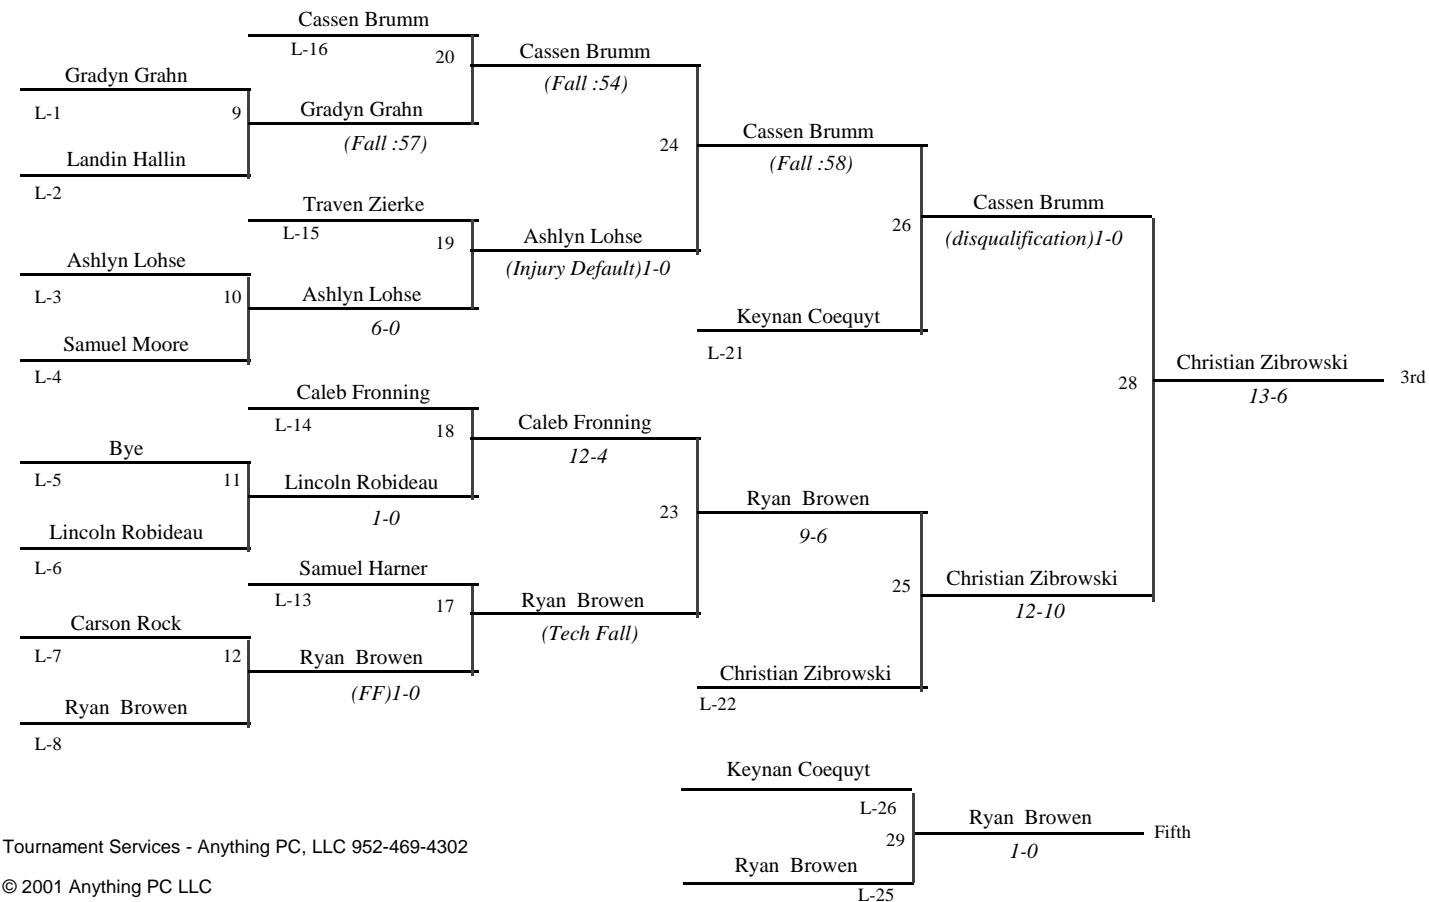 Cassen Brumm
L-16
20
Cassen Brumm
(Fall :54)
Gradyn Grahn
L-1
9
Gradyn Grahn
(Fall :57)
Landin Hallin
L-2
24
Cassen Brumm
(Fall :58)
Traven Zierke
L-15
19
Ashlyn Lohse
(Injury Default)1-0
26
Cassen Brumm
(disqualification)1-0
Ashlyn Lohse
L-3
10
Ashlyn Lohse
6-0
Samuel Moore
L-4
Keynan Coequyt
L-21
28
Christian Zibrowski
13-6
3rd
Caleb Fronning
L-14
18
Caleb Fronning
12-4
Bye
L-5
11
Lincoln Robideau
1-0
Lincoln Robideau
L-6
23
Ryan Browen
9-6
Samuel Harner
L-13
17
Ryan Browen
(Tech Fall)
25
Christian Zibrowski
12-10
Carson Rock
L-7
12
Ryan Browen
(FF)1-0
Ryan Browen
L-8
Christian Zibrowski
L-22
Keynan Coequyt
L-26
29
Ryan Browen
1-0
Fifth
Ryan Browen
L-25
Tournament Services - Anything PC, LLC 952-469-4302
© 2001 Anything PC LLC